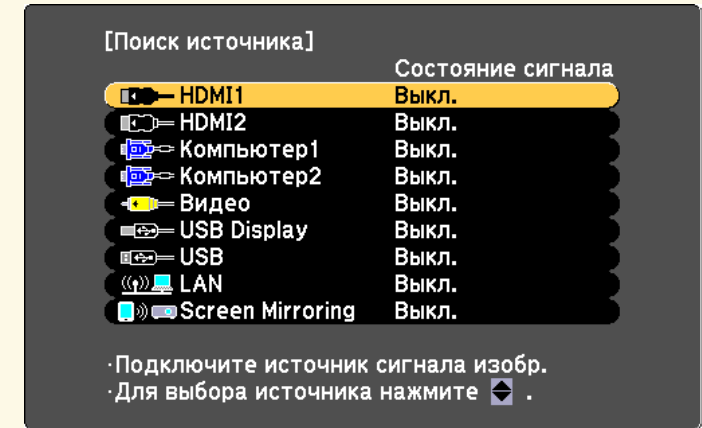 [Поиск источника]
Состояние сигнала
HDMI1 Выкл.
HDMI2 Выкл.
Компьютер1 Выкл.
Компьютер2 Выкл.
Видео Выкл.
USB Display Выкл.
USB Выкл.
LAN Выкл.
Screen Mirroring Выкл.
·Подключите источник сигнала изобр.
·Для выбора источника нажмите .